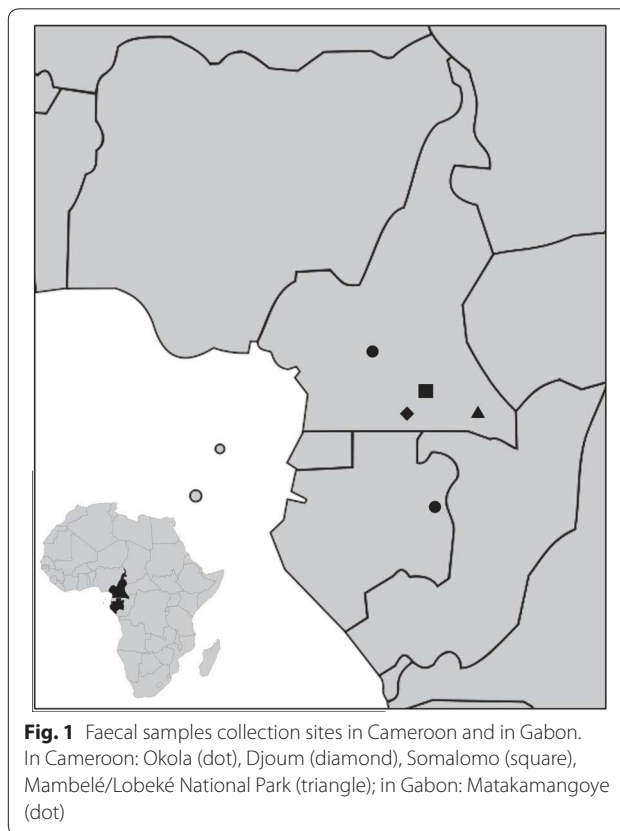 Fig. 1 Faecal samples collection sites in Cameroon and in Gabon.
In Cameroon: Okola (dot), Djoum (diamond), Somalomo (square),
Mambelé/Lobeké National Park (triangle); in Gabon: Matakamangoye
(dot)